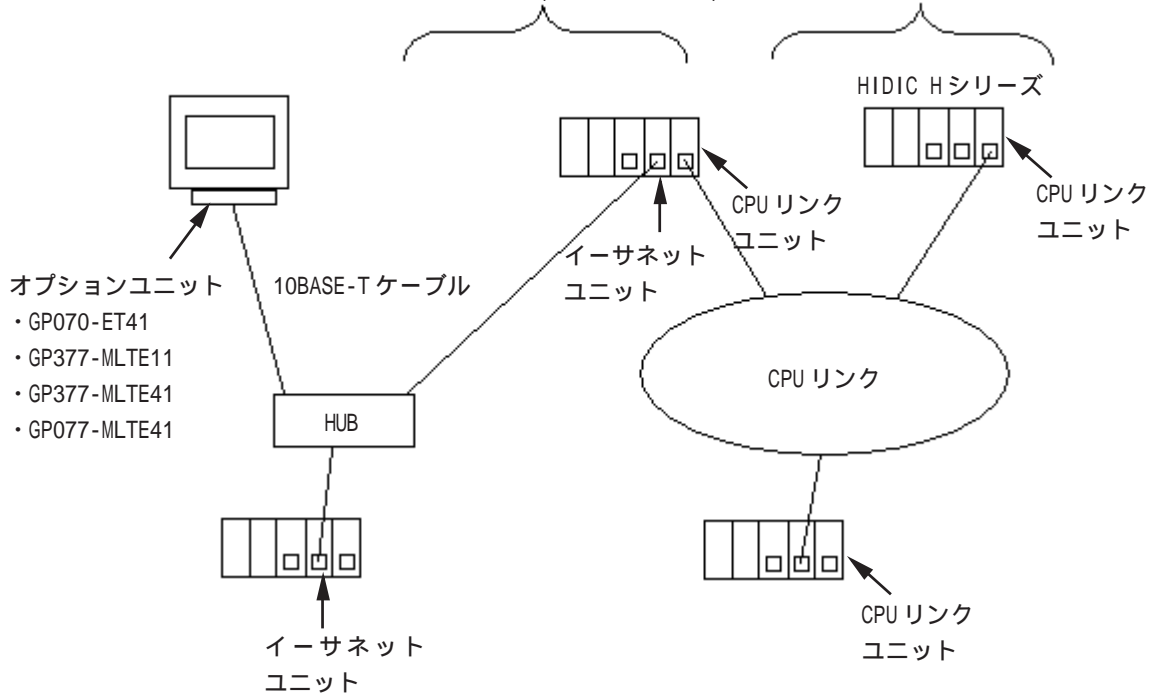 HIDIC Hシリーズ
CPU リンク
ユニット
CPU リンク
ユニット
イーサネット
ユニット
オプションユニット
・GP070-ET41
・GP377-MLTE11
・GP377-MLTE41
・GP077-MLTE41
10BASE-T ケーブル
CPU リンク
HUB
イーサネット
ユニット
CPU リンク
ユニット